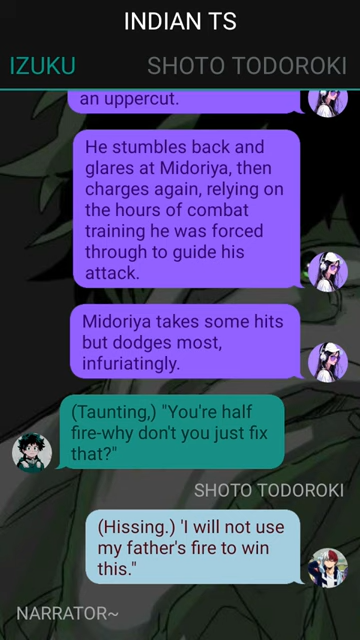 INDIAN TS
IZUKU SHOTO TODOROKI
an uppercut.
He stumbles back and
glares at Midoriya, then
charges again, relying on
the hours of combat
training he was forced
through to guide his
attack.
Midoriya takes some hits
but dodges most,
infuriatingly.
(Taunting,) "You're half
fire-why don't you just fix
that?"
SHOTO TODOROKI
(Hissing.) 'I will not use
my father's fire to win
this."
NARRATOR~